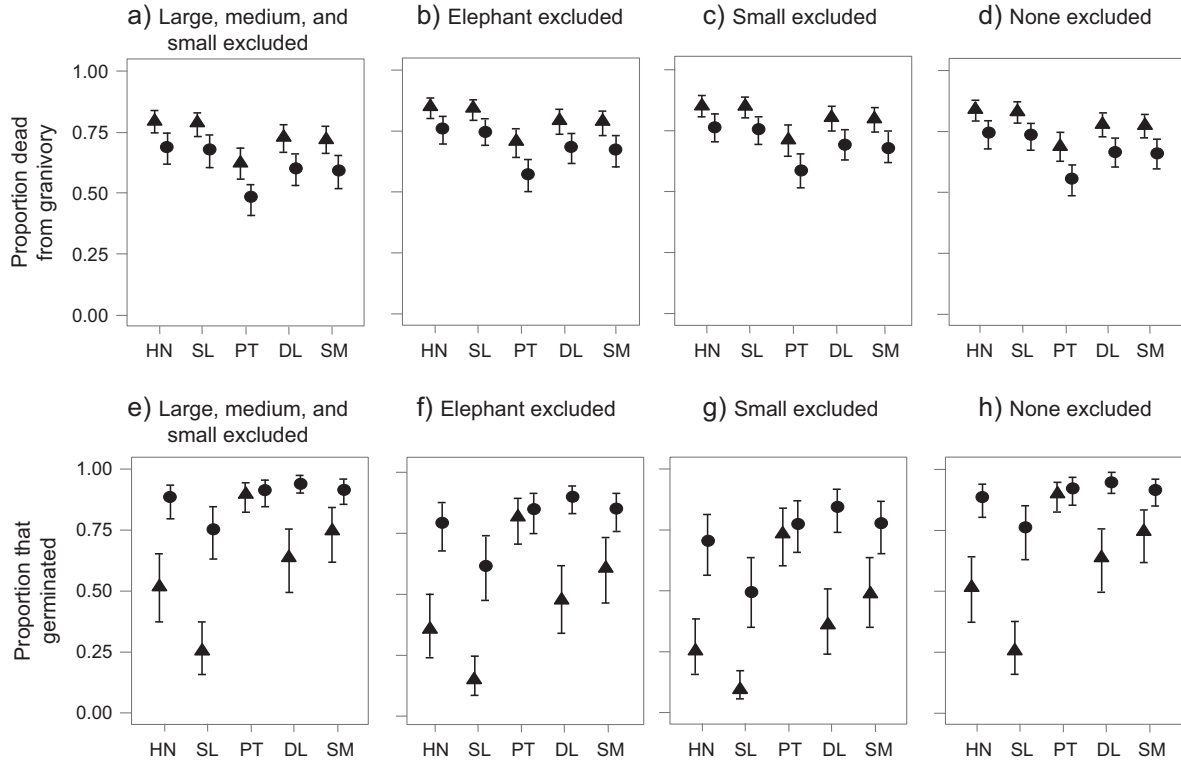 a) Large, medium, and
small excluded
b) Elephant excluded
c) Small excluded
d) None excluded
Proportion dead
from granivory
1.00
0.75
0.50
0.25
0.00
HN SL PT DL SM
HN SL PT DL SM
HN SL PT DL SM
HN SL PT DL SM
e) Large, medium, and
small excluded
f) Elephant excluded
g) Small excluded
h) None excluded
Proportion that
germinated
1.00
0.75
0.50
0.25
0.00
HN SL PT DL SM
HN SL PT DL SM
HN SL PT DL SM
HN SL PT DL SM